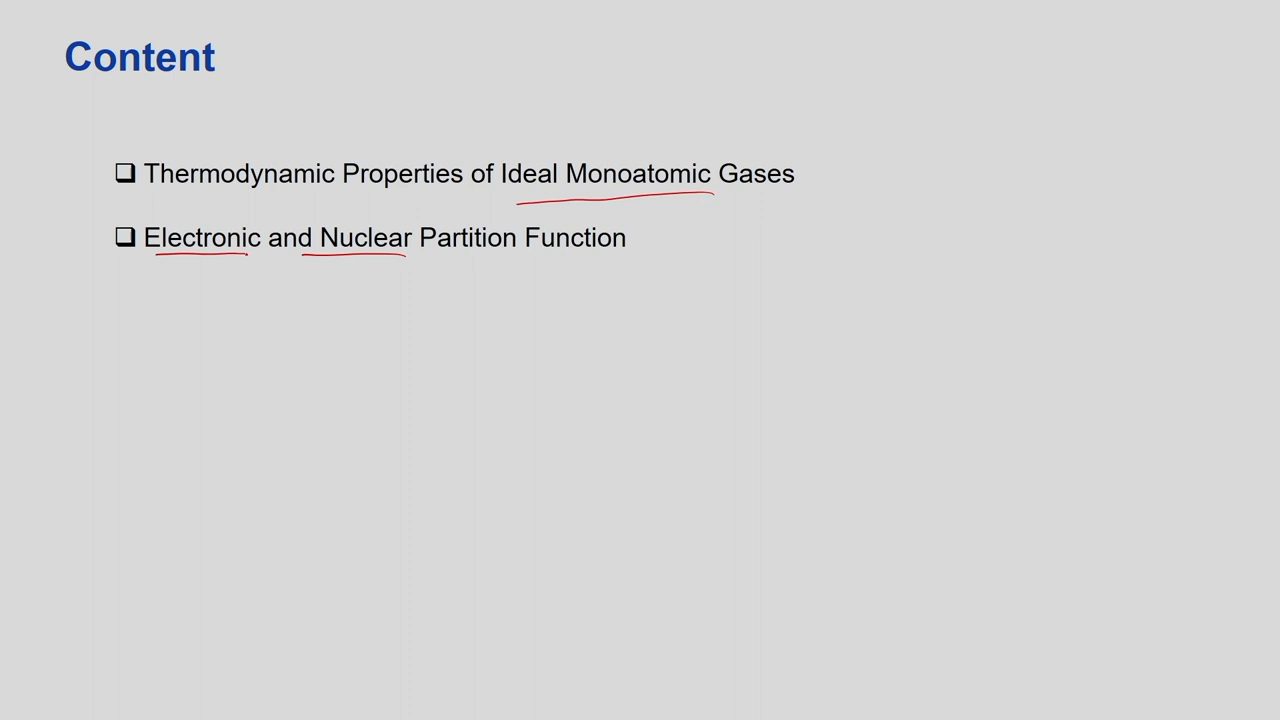 Content
Thermodynamic Properties of Ideal Monoatomic Gases
Electronic and Nuclear Partition Function